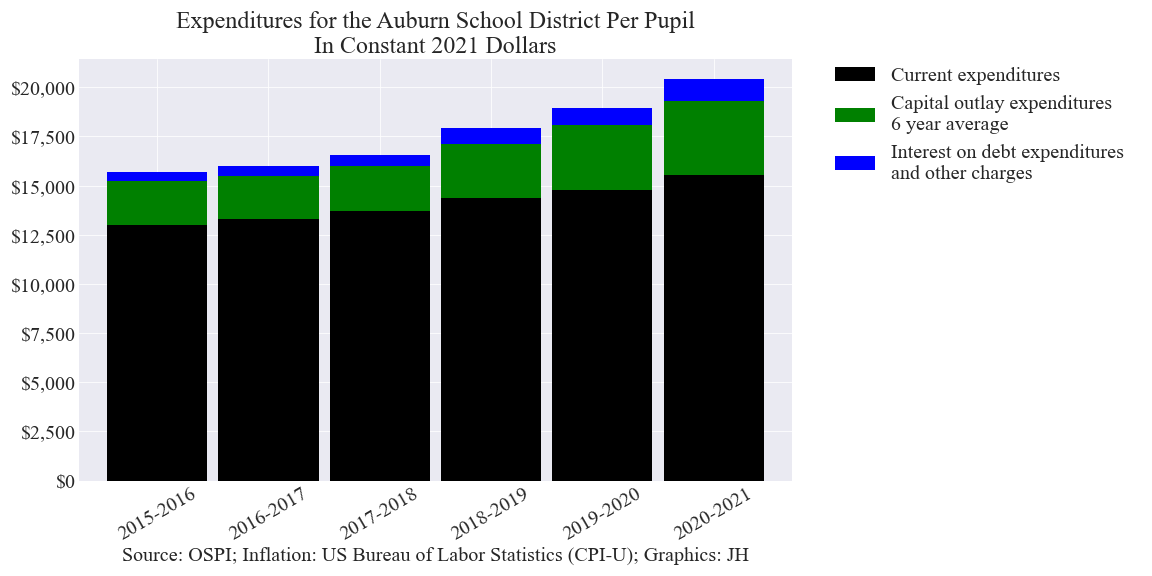 Expenditures for the Auburn School District Per Pupil
In Constant 2021 Dollars
$20,000
$17,500
$15,000
$12,500
$10,000
$7,500
$5,000
$2,500
$0
2015-2016
2016-2017
2017-2018
2018-2019
2019-2020
2020-2021
Source: OSPI; Inflation: US Bureau of Labor Statistics (CPI-U); Graphics: JH
Current expenditures
Capital outlay expenditures
6 year average
Interest on debt expenditures
and other charges